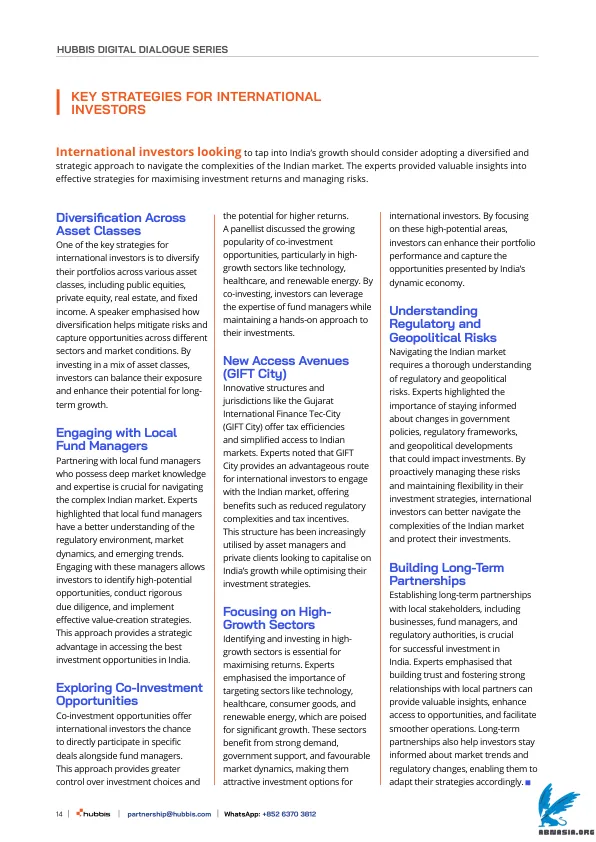 HUBBIS DIGITAL DIALOGUE SERIES
KEY STRATEGIES FOR INTERNATIONAL
INVESTORS
International investors looking to tap into India's growth should consider adopting a diversified and
strategic approach to navigate the complexities of the Indian market. The experts provided valuable insights into
effective strategies for maximising investment returns and managing risks.
Diversification Across
Asset Classes
One of the key strategies for
international investors is to diversify
their portfolios across various asset
classes, including public equities,
private equity, real estate, and fixed
income. A speaker emphasised how
diversification helps mitigate risks and
capture opportunities across different
sectors and market conditions. By
investing in a mix of asset classes,
investors can balance their exposure
and enhance their potential for long-
term growth.
Engaging with Local
Fund Managers
Partnering with local fund managers
who possess deep market knowledge
and expertise is crucial for navigating
the complex Indian market. Experts
highlighted that local fund managers
have a better understanding of the
regulatory environment, market
dynamics, and emerging trends.
Engaging with these managers allows
investors to identify high-potential
opportunities, conduct rigorous
due diligence, and implement
effective value-creation strategies.
This approach provides a strategic
advantage in accessing the best
investment opportunities in India.
Exploring Co-Investment
Opportunities
Co-investment opportunities offer
international investors the chance
to directly participate in specific
deals alongside fund managers.
This approach provides greater
control over investment choices and
the potential for higher returns.
A panellist discussed the growing
popularity of co-investment
opportunities, particularly in high-
growth sectors like technology,
healthcare, and renewable energy. By
co-investing, investors can leverage
the expertise of fund managers while
maintaining a hands-on approach to
their investments.
New Access Avenues
(GIFT City)
Innovative structures and
jurisdictions like the Gujarat
International Finance Tec-City
(GIFT City) offer tax efficiencies
and simplified access to Indian
markets. Experts noted that GIFT
City provides an advantageous route
for international investors to engage
with the Indian market, offering
benefits such as reduced regulatory
complexities and tax incentives.
This structure has been increasingly
utilised by asset managers and
private clients looking to capitalise on
India's growth while optimising their
investment strategies.
Focusing on High-
Growth Sectors
Identifying and investing in high-
growth sectors is essential for
maximising returns. Experts
emphasised the importance of
targeting sectors like technology,
healthcare, consumer goods, and
renewable energy, which are poised
for significant growth. These sectors
benefit from strong demand,
government support, and favourable
market dynamics, making them
attractive investment options for
international investors. By focusing
on these high-potential areas,
investors can enhance their portfolio
performance and capture the
opportunities presented by India's
dynamic economy.
Understanding
Regulatory and
Geopolitical Risks
Navigating the Indian market
requires a thorough understanding
of regulatory and geopolitical
risks. Experts highlighted the
importance of staying informed
about changes in government
policies, regulatory frameworks,
and geopolitical developments
that could impact investments. By
proactively managing these risks
and maintaining flexibility in their
investment strategies, international
investors can better navigate the
complexities of the Indian market
and protect their investments.
Building Long-Term
Partnerships
Establishing long-term partnerships
with local stakeholders, including
businesses, fund managers, and
regulatory authorities, is crucial
for successful investment in
India. Experts emphasised that
building trust and fostering strong
relationships with local partners can
provide valuable insights, enhance
access to opportunities, and facilitate
smoother operations. Long-term
partnerships also help investors stay
informed about market trends and
regulatory changes, enabling them to
adapt their strategies accordingly.
14 | hubbis | partnership@hubbis.com | WhatsApp: +852 6370 3812
ABNASIA.ORG